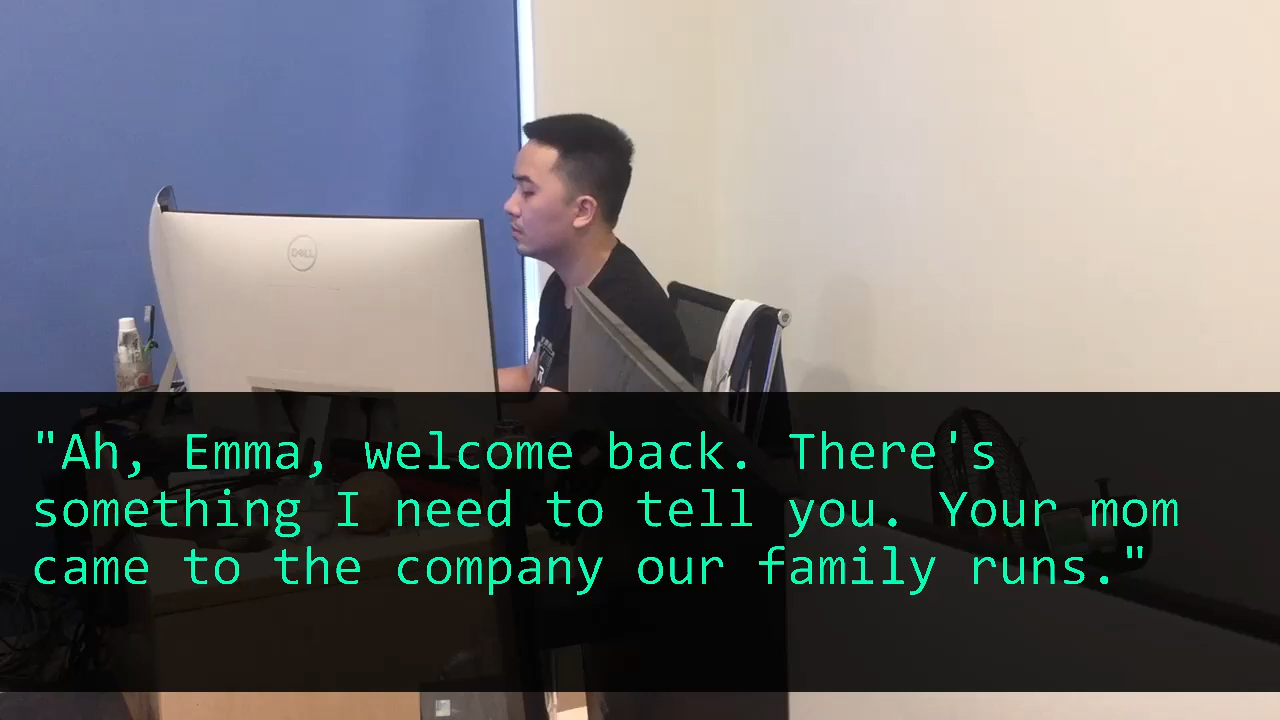 DELL
"Ah, Emma, welcome back. There's
something I need to tell you. Your mom
came to the company our family runs."